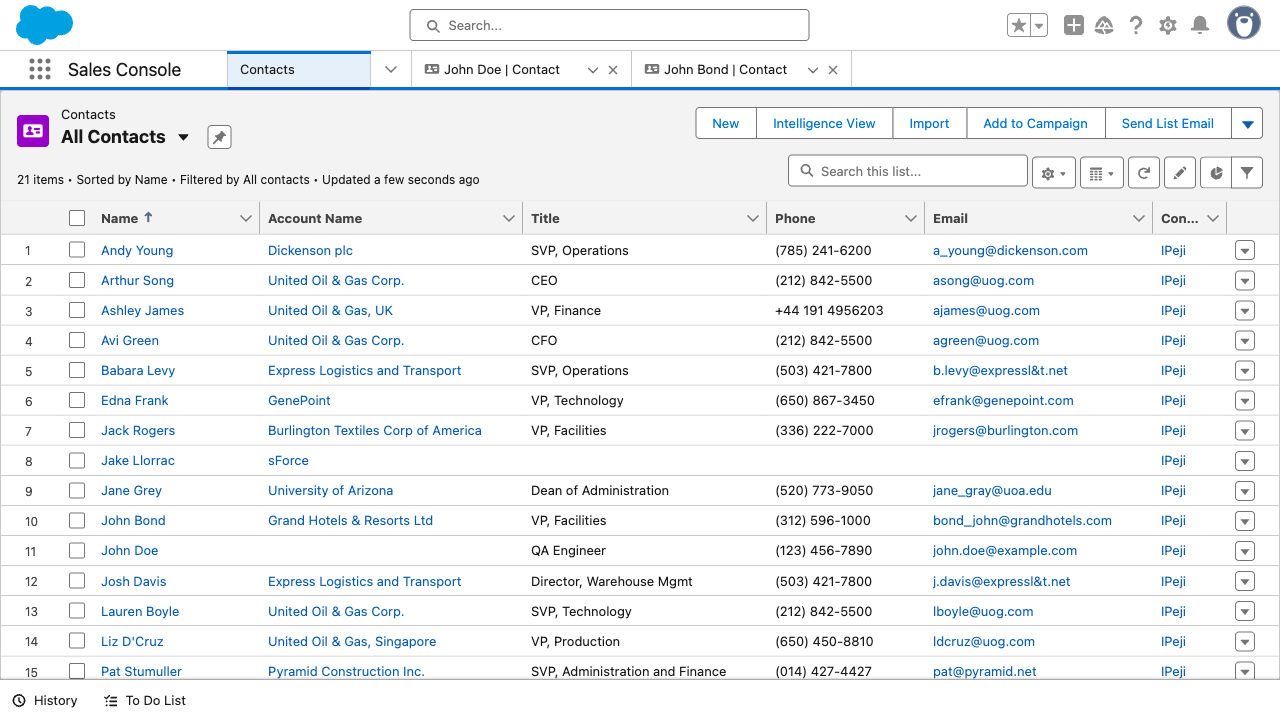 Search...
Sales Console
Contacts
John Doe | Contact
John Bond | Contact
Contacts
All Contacts
New
Intelligence View
Import
Add to Campaign
Send List Email
21 items • Sorted by Name • Filtered by All contacts • Updated a few seconds ago
Search this list...
Name Account Name Title Phone Email Con...
1 Andy Young Dickenson plc SVP, Operations (785) 241-6200 a_young@dickenson.com IPeji
2 Arthur Song United Oil & Gas Corp. CEO (212) 842-5500 asong@uog.com IPeji
3 Ashley James United Oil & Gas, UK VP, Finance +44 191 4956203 ajames@uog.com IPeji
4 Avi Green United Oil & Gas Corp. CFO (212) 842-5500 agreen@uog.com IPeji
5 Babara Levy Express Logistics and Transport SVP, Operations (503) 421-7800 b.levy@expressl&t.net IPeji
6 Edna Frank GenePoint VP, Technology (650) 867-3450 efrank@genepoint.com IPeji
7 Jack Rogers Burlington Textiles Corp of America VP, Facilities (336) 222-7000 jrogers@burlington.com IPeji
8 Jake Llorrac sForce IPeji
9 Jane Grey University of Arizona Dean of Administration (520) 773-9050 jane_gray@uoa.edu IPeji
10 John Bond Grand Hotels & Resorts Ltd VP, Facilities (312) 596-1000 bond_john@grandhotels.com IPeji
11 John Doe QA Engineer (123) 456-7890 john.doe@example.com IPeji
12 Josh Davis Express Logistics and Transport Director, Warehouse Mgmt (503) 421-7800 j.davis@expressl&t.net IPeji
13 Lauren Boyle United Oil & Gas Corp. SVP, Technology (212) 842-5500 lboyle@uog.com IPeji
14 Liz D'Cruz United Oil & Gas, Singapore VP, Production (650) 450-8810 ldcruz@uog.com IPeji
15 Pat Stumuller Pyramid Construction Inc. SVP, Administration and Finance (014) 427-4427 pat@pyramid.net IPeji
History
To Do List